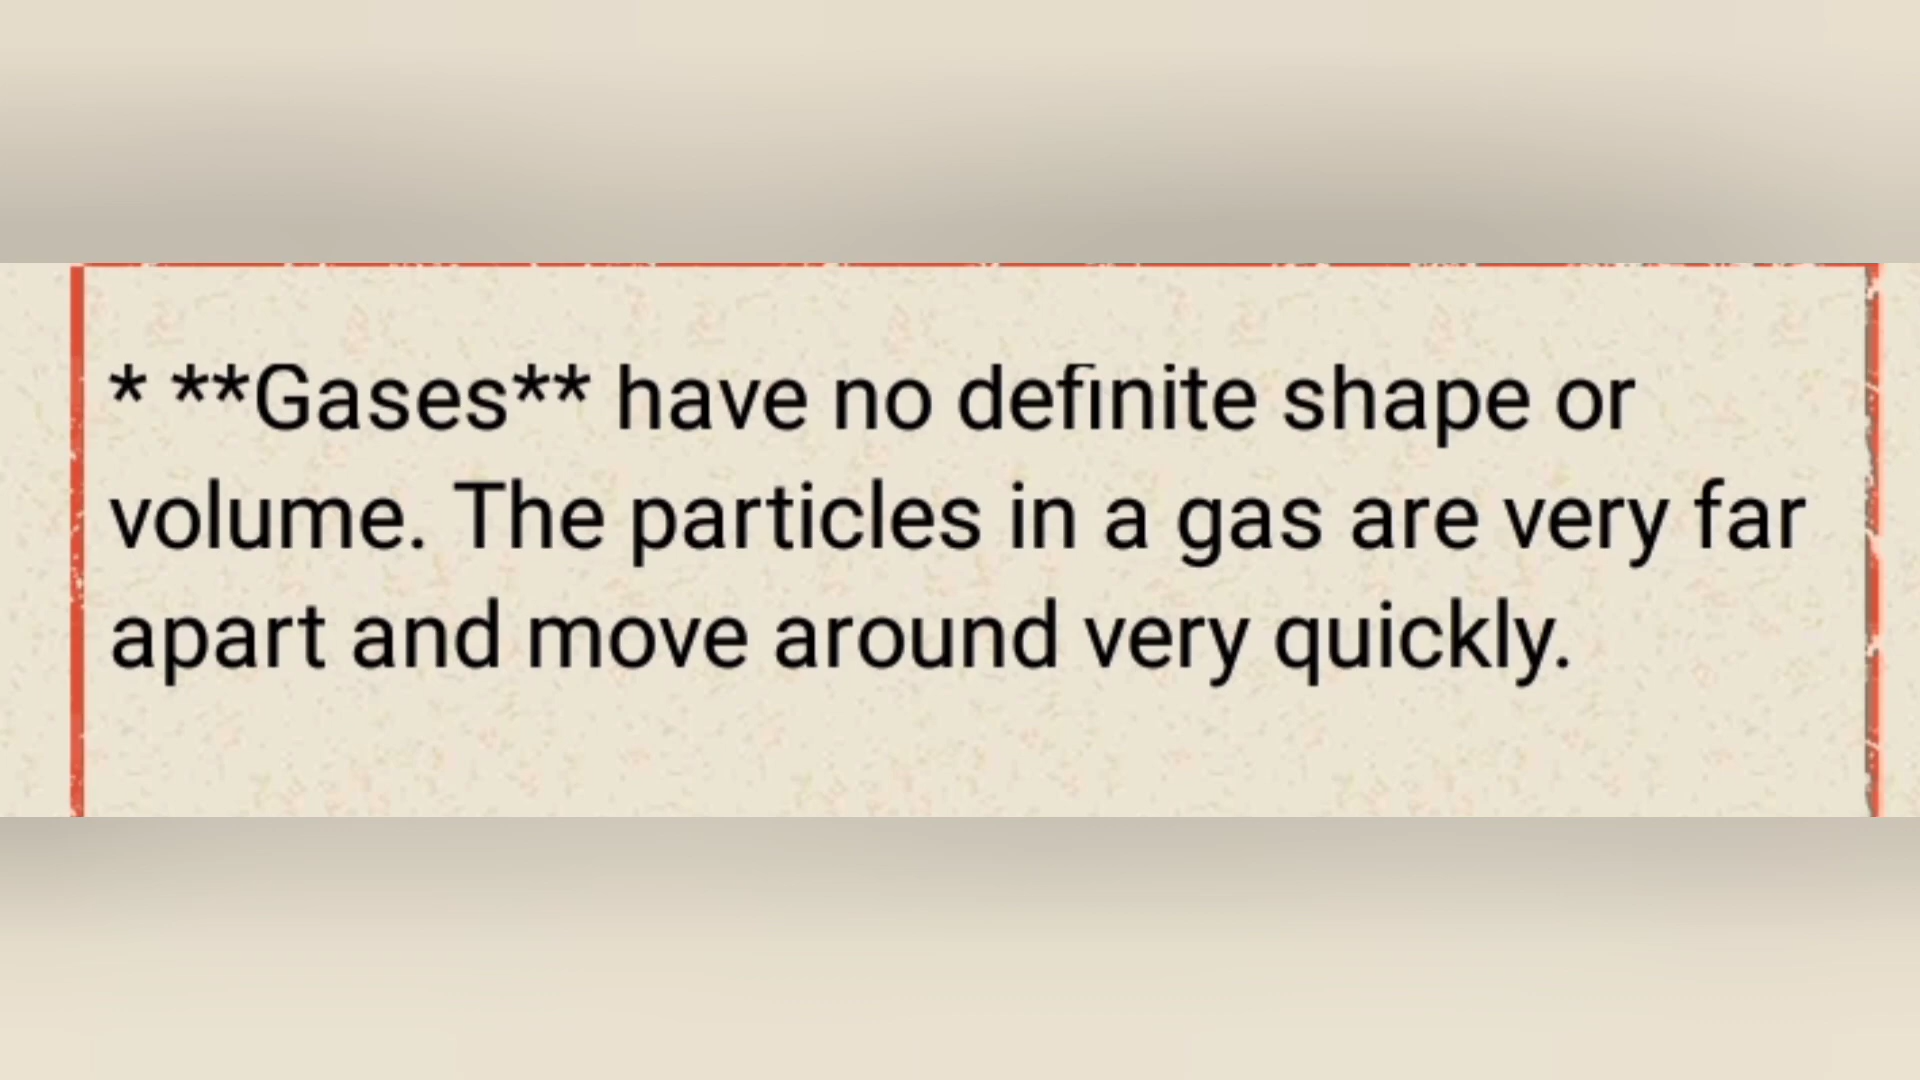 * **Gases** have no definite shape or
volume. The particles in a gas are very far
apart and move around very quickly.